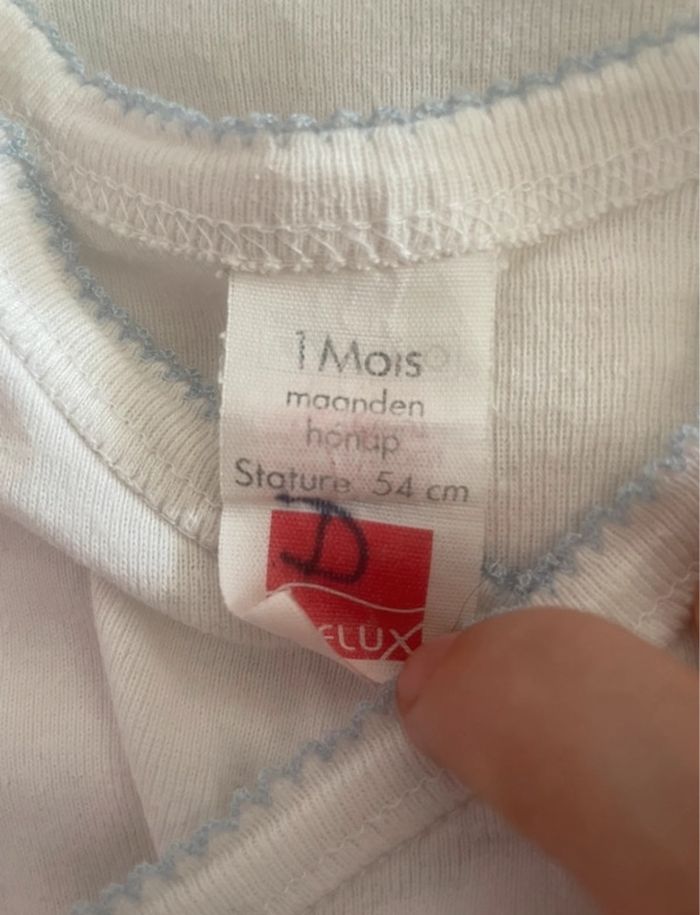 1 Mois
maanden
hónap
Stature 54 cm
D
FLUX